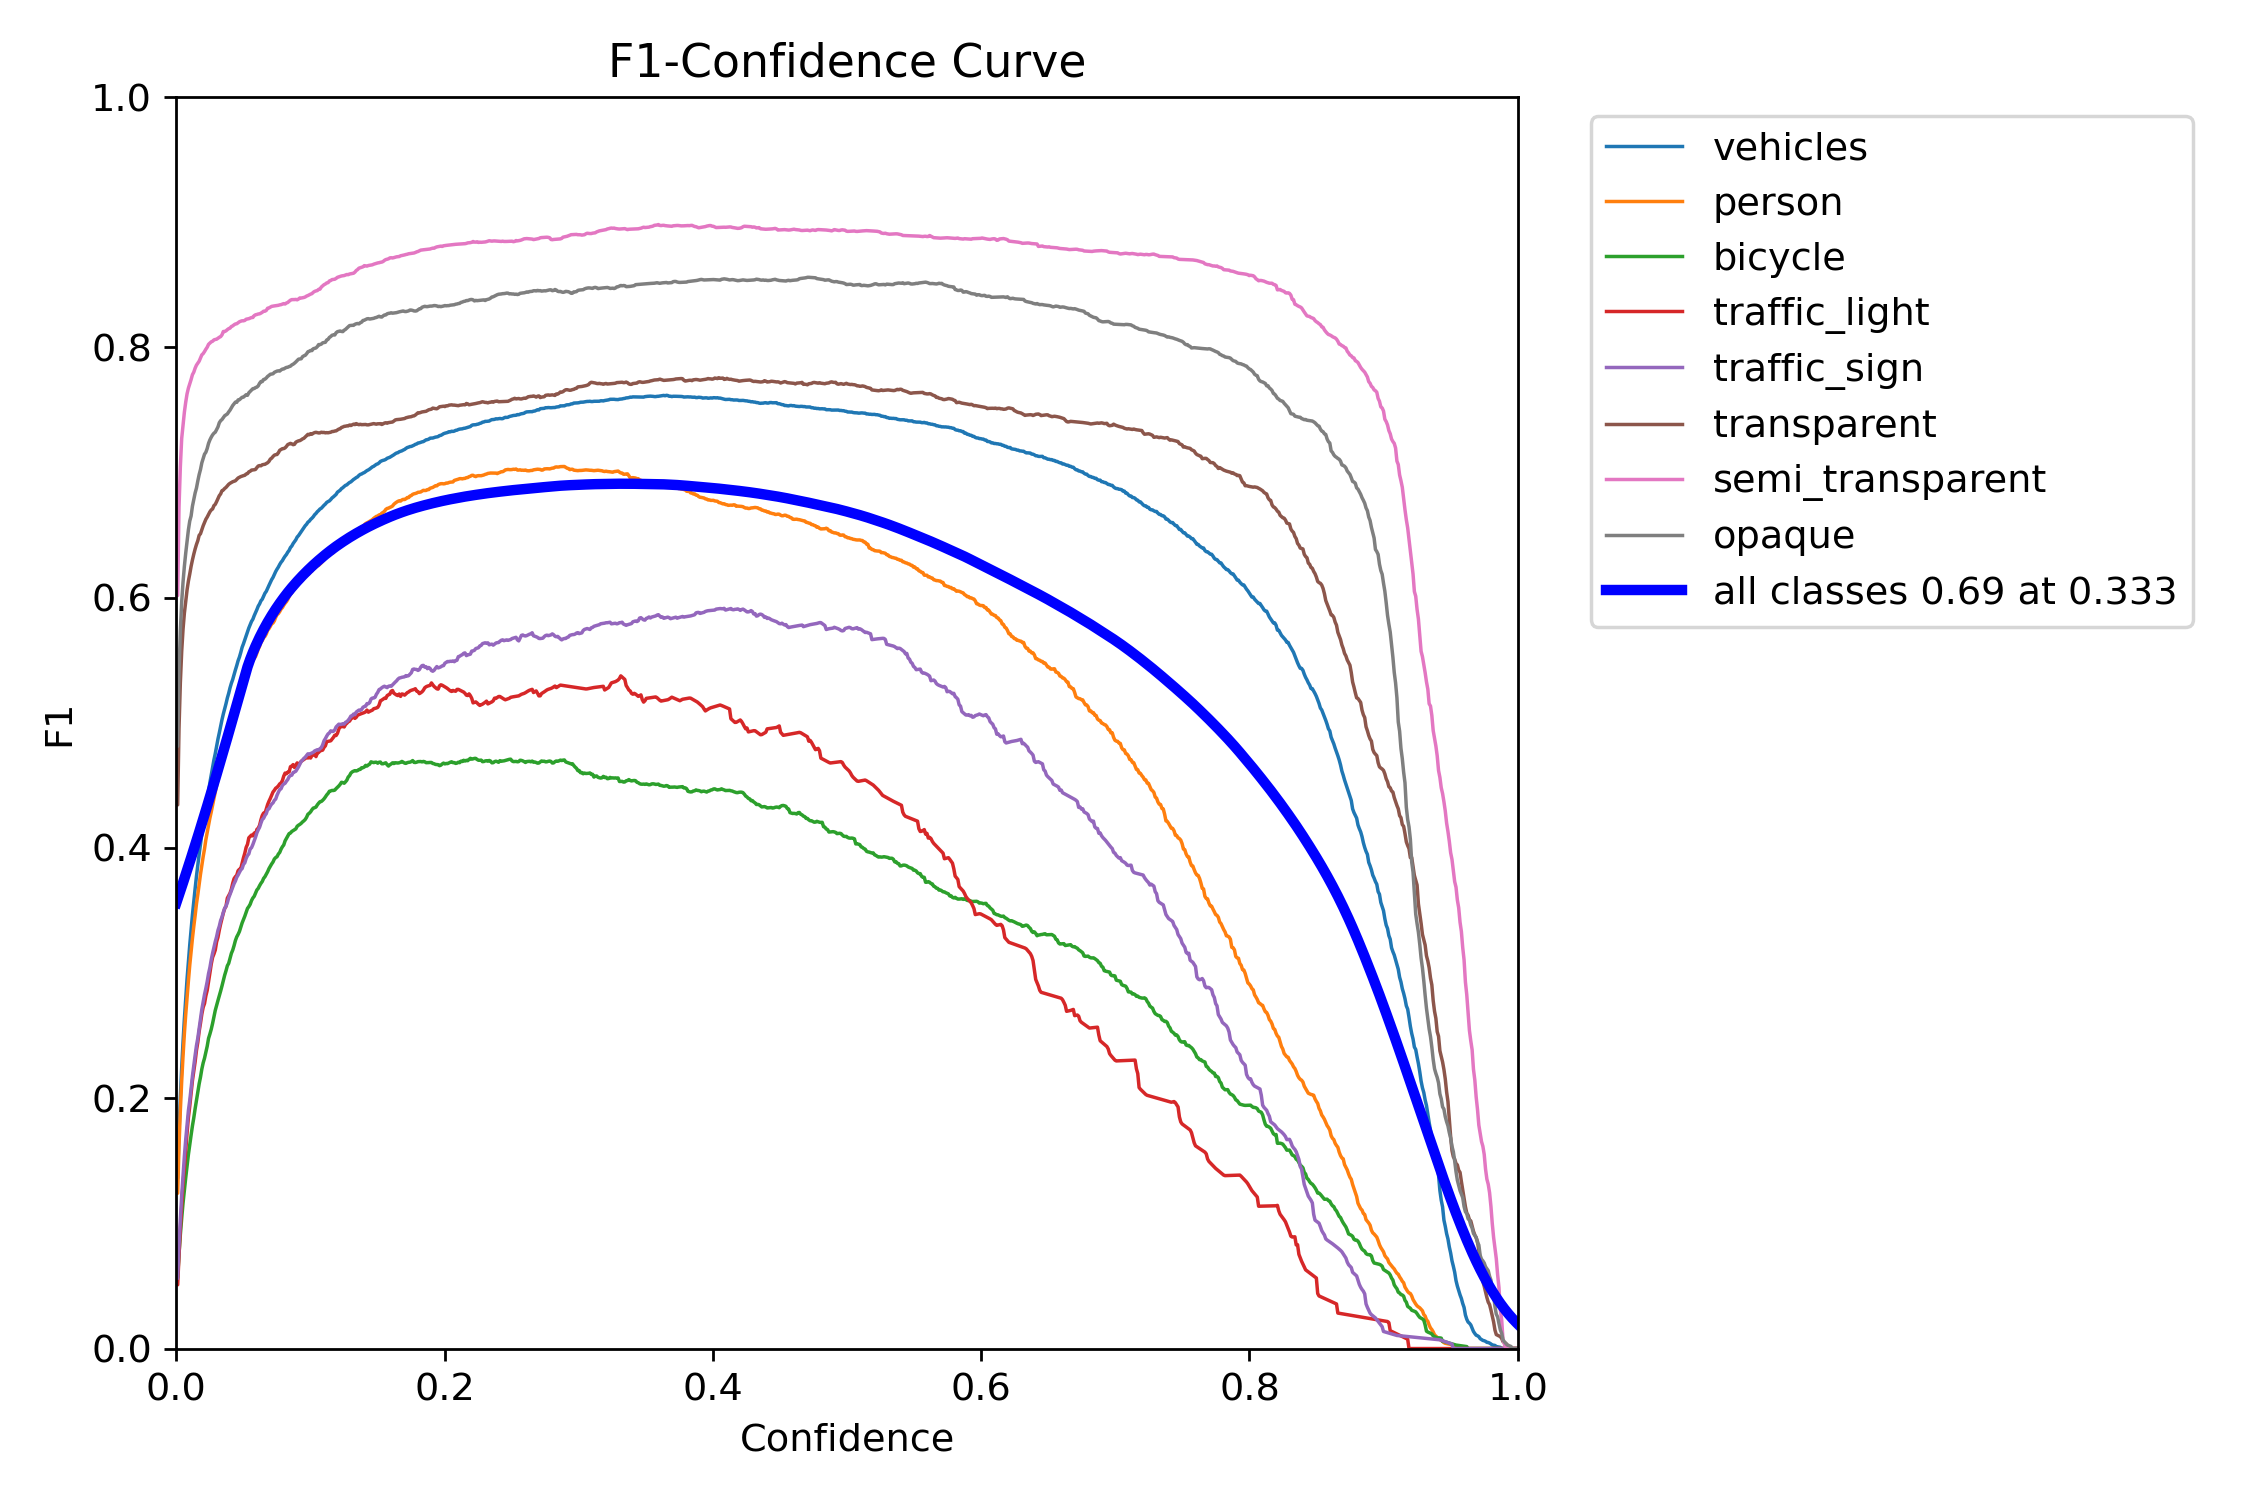 F1-Confidence Curve
1.0
0.8
0.6
0.4
0.2
0.0
F1
0.0 0.2 0.4 0.6 0.8 1.0
Confidence
vehicles
person
bicycle
traffic_light
traffic_sign
transparent
semi_transparent
opaque
all classes 0.69 at 0.333